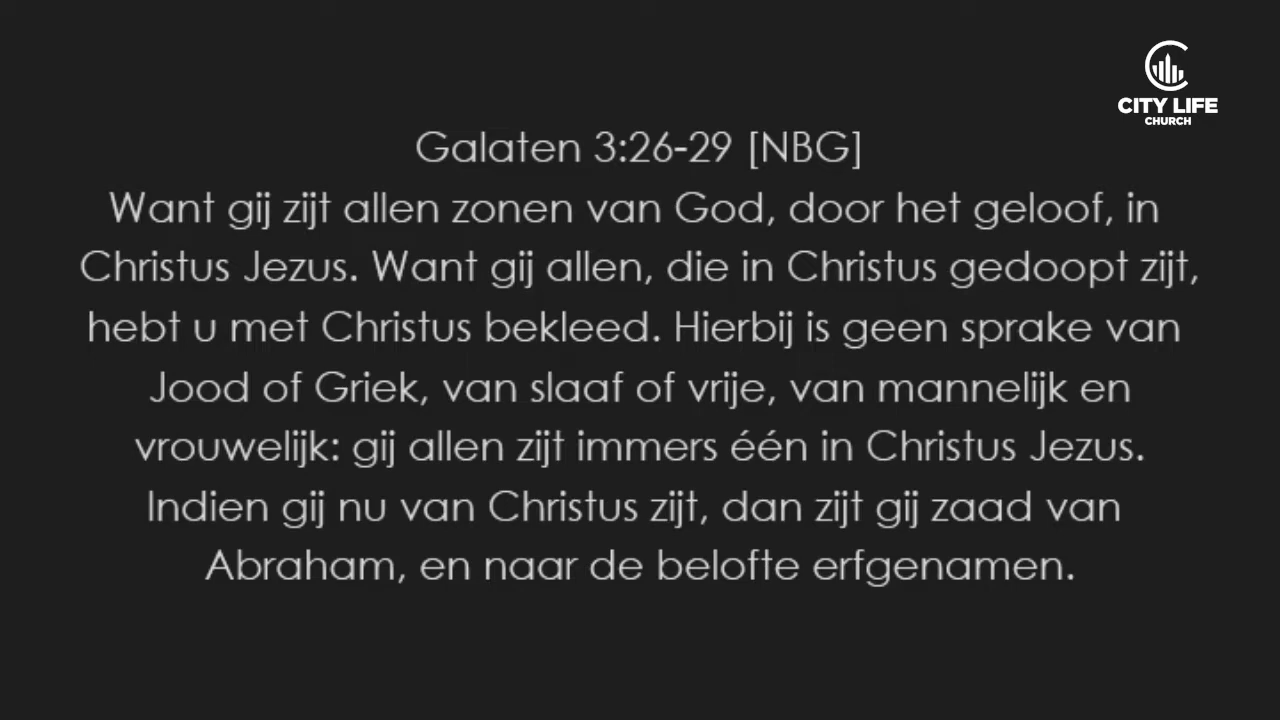 CITY LIFE
CHURCH
Galaten 3:26-29 [NBG]
Want gij zijt allen zonen van God, door het geloof, in
Christus Jezus. Want gij allen, die in Christus gedoopt zijt,
hebt u met Christus bekleed. Hierbij is geen sprake van
Jood of Griek, van slaaf of vrije, van mannelijk en
vrouwelijk: gij allen zijt immers één in Christus Jezus.
Indien gij nu van Christus zijt, dan zijt gij zaad van
Abraham, en naar de belofte erfgenamen.